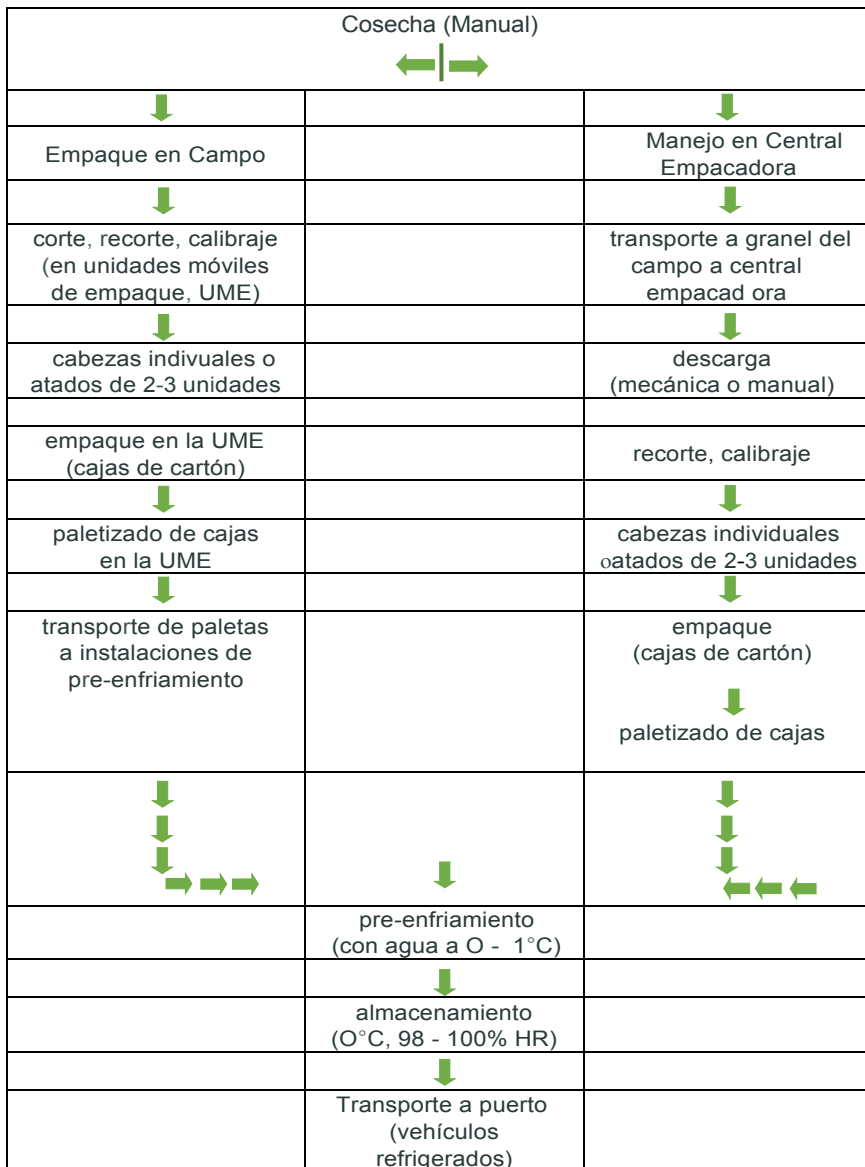 Cosecha (Manual)
Empaque en Campo
Manejo en Central
Empacadora
corte, recorte, calibraje
(en unidades móviles
de empaque, UME)
transporte a granel del
campo a central
empacad ora
cabezas indivuales o
atados de 2-3 unidades
descarga
(mecánica o manual)
empaque en la UME
(cajas de cartón)
recorte, calibraje
paletizado de cajas
en la UME
cabezas individuales
oatados de 2-3 unidades
transporte de paletas
a instalaciones de
pre-enfriamiento
empaque
(cajas de cartón)
paletizado de cajas
pre-enfriamiento
(con agua a O - 1°C)
almacenamiento
(O°C, 98 - 100% HR)
Transporte a puerto
(vehículos
refrigerados)